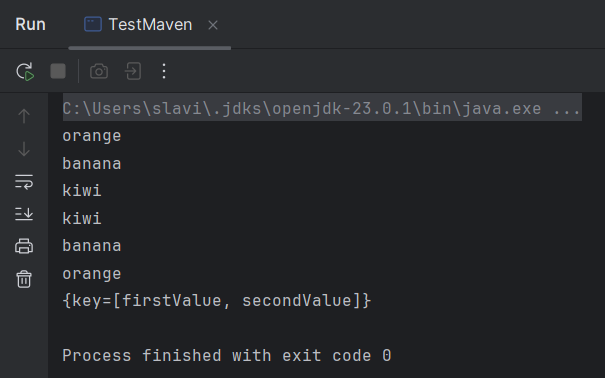 Run TestMaven
C:\Users\slavi\.jdks\openjdk-23.0.1\bin\java.exe ...
orange
banana
kiwi
kiwi
banana
orange
{key=[firstValue, secondValue]}
Process finished with exit code 0